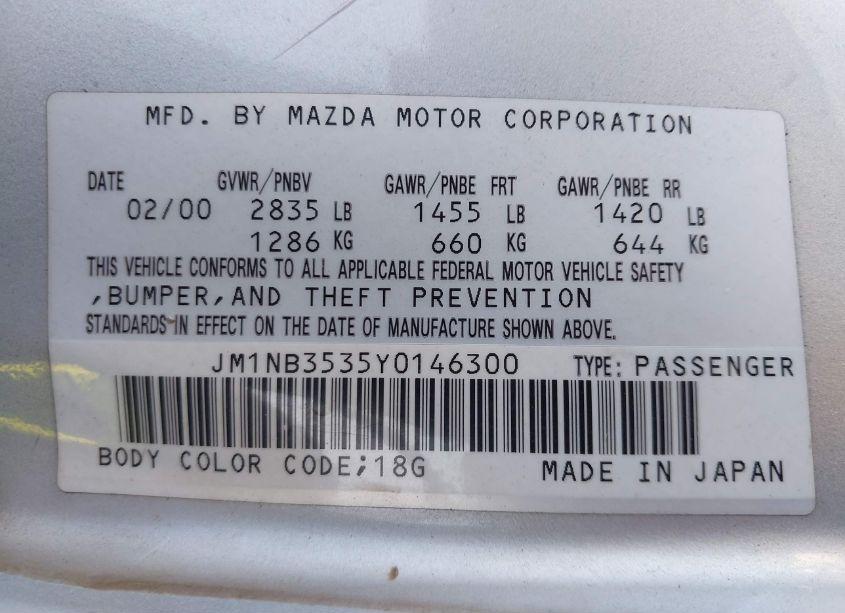 MFD. BY MAZDA MOTOR CORPORATION
DATE GVWR/PNBV GAWR/PNBE FRT GAWR/PNBE RR
02/00 2835 LB 1455 LB 1420 LB
1286 KG 660 KG 644 KG
THIS VEHICLE CONFORMS TO ALL APPLICABLE FEDERAL MOTOR VEHICLE SAFETY
,BUMPER,AND THEFT PREVENTION
STANDARDS IN EFFECT ON THE DATE OF MANUFACTURE SHOWN ABOVE.
JM1NB3535Y0146300 TYPE: PASSENGER
BODY COLOR CODE;18G MADE IN JAPAN